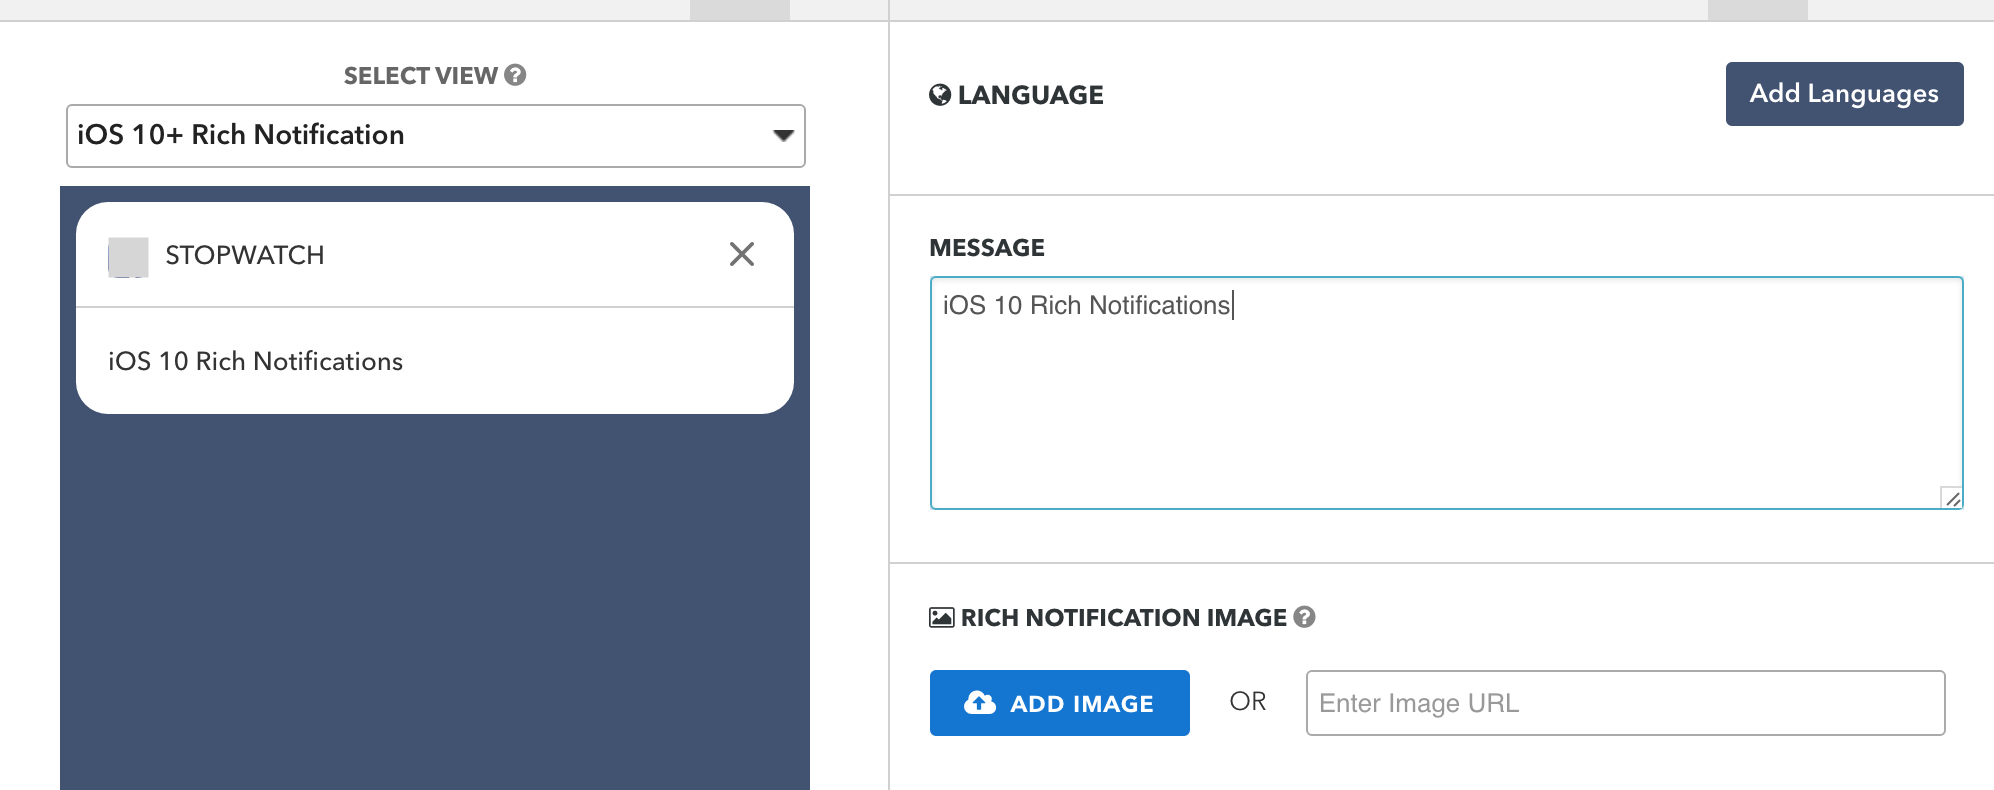 SELECT VIEW
iOS 10+ Rich Notification
STOPWATCH
iOS 10 Rich Notifications
LANGUAGE
Add Languages
MESSAGE
iOS 10 Rich Notifications
RICH NOTIFICATION IMAGE
ADD IMAGE OR Enter Image URL